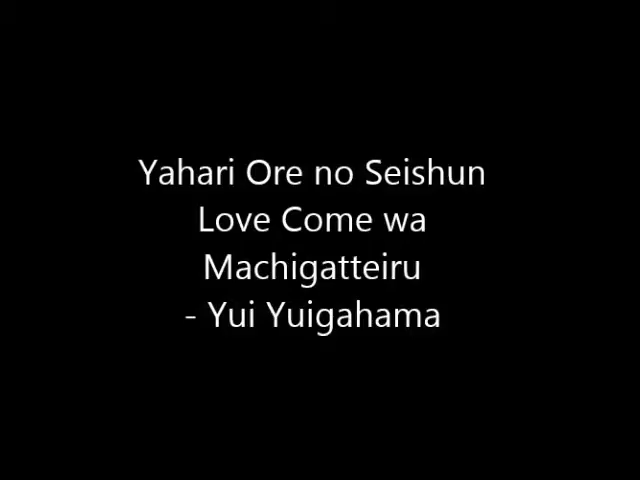 Yahari Ore no Seishun
Love Come wa
Machigatteiru
- Yui Yuigahama